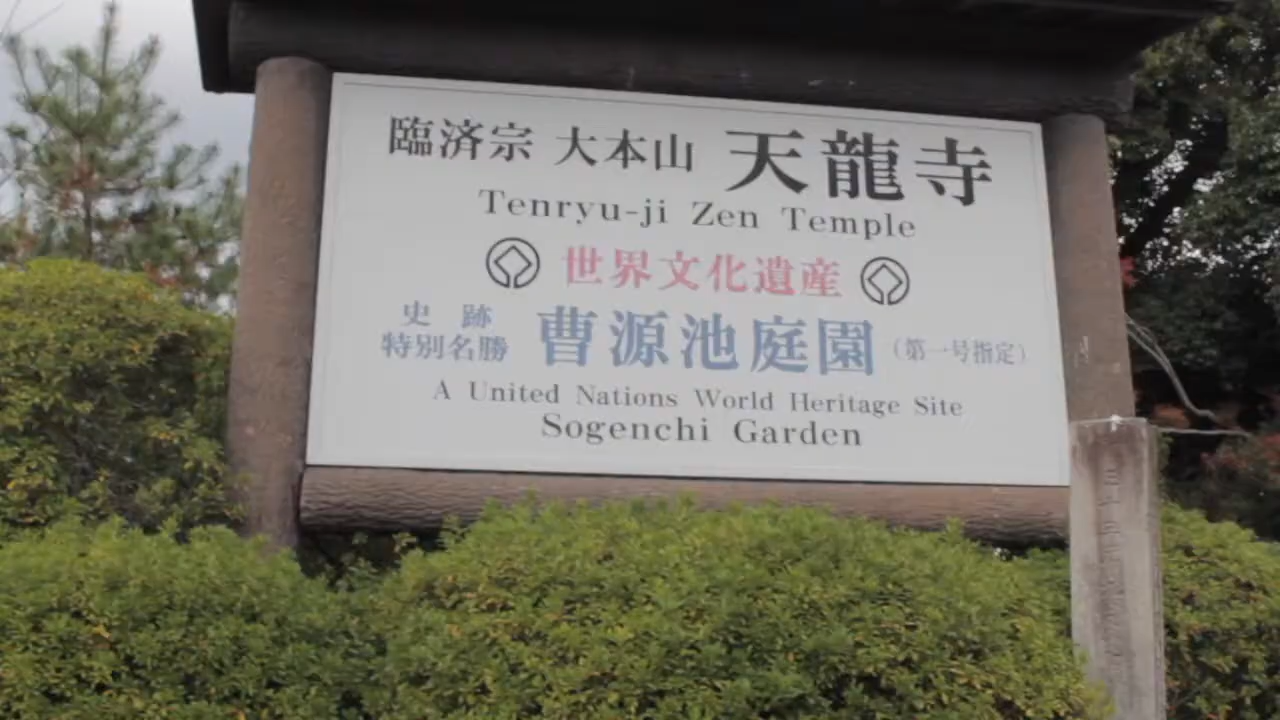 臨済宗 大本山 天龍寺
Tenryu-ji Zen Temple
世界文化遺産
史跡
特別名勝 曹源池庭園 (第一号指定)
A United Nations World Heritage Site
Sogenchi Garden